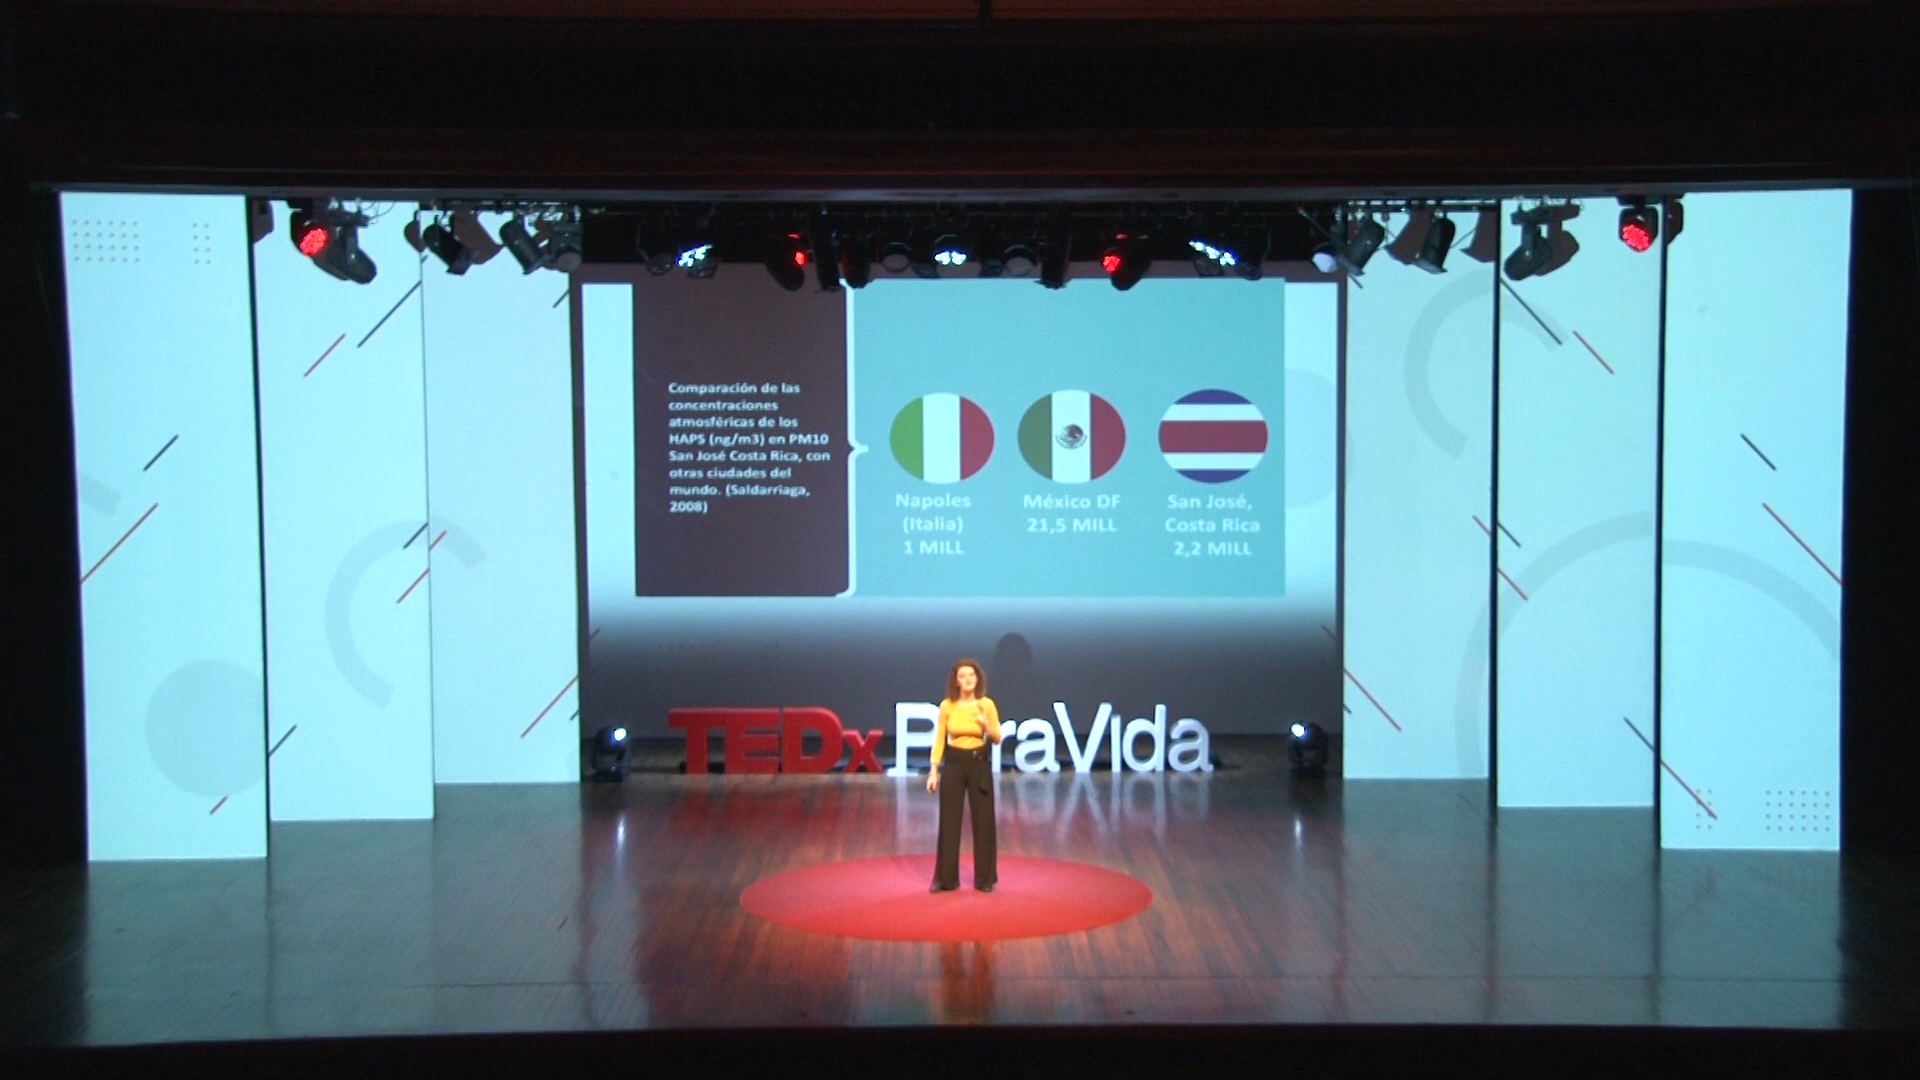 Comparación de las
concentraciones
atmosféricas de los
HAPS (ng/m3) en PM10
San José Costa Rica, con
otras ciudades del
mundo. (Saldarriaga,
2008)
Napoles
(Italia)
1 MILL
México DF
21,5 MILL
San José,
Costa Rica
2,2 MILL
TEDxPuraVida